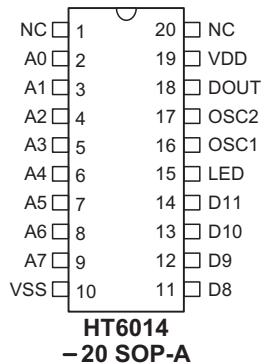 NC 1 20 NC
A0 2 19 VDD
A1 3 18 DOUT
A2 4 17 OSC2
A3 5 16 OSC1
A4 6 15 LED
A5 7 14 D11
A6 8 13 D10
A7 9 12 D9
VSS 10 11 D8
HT6014
– 20 SOP-A